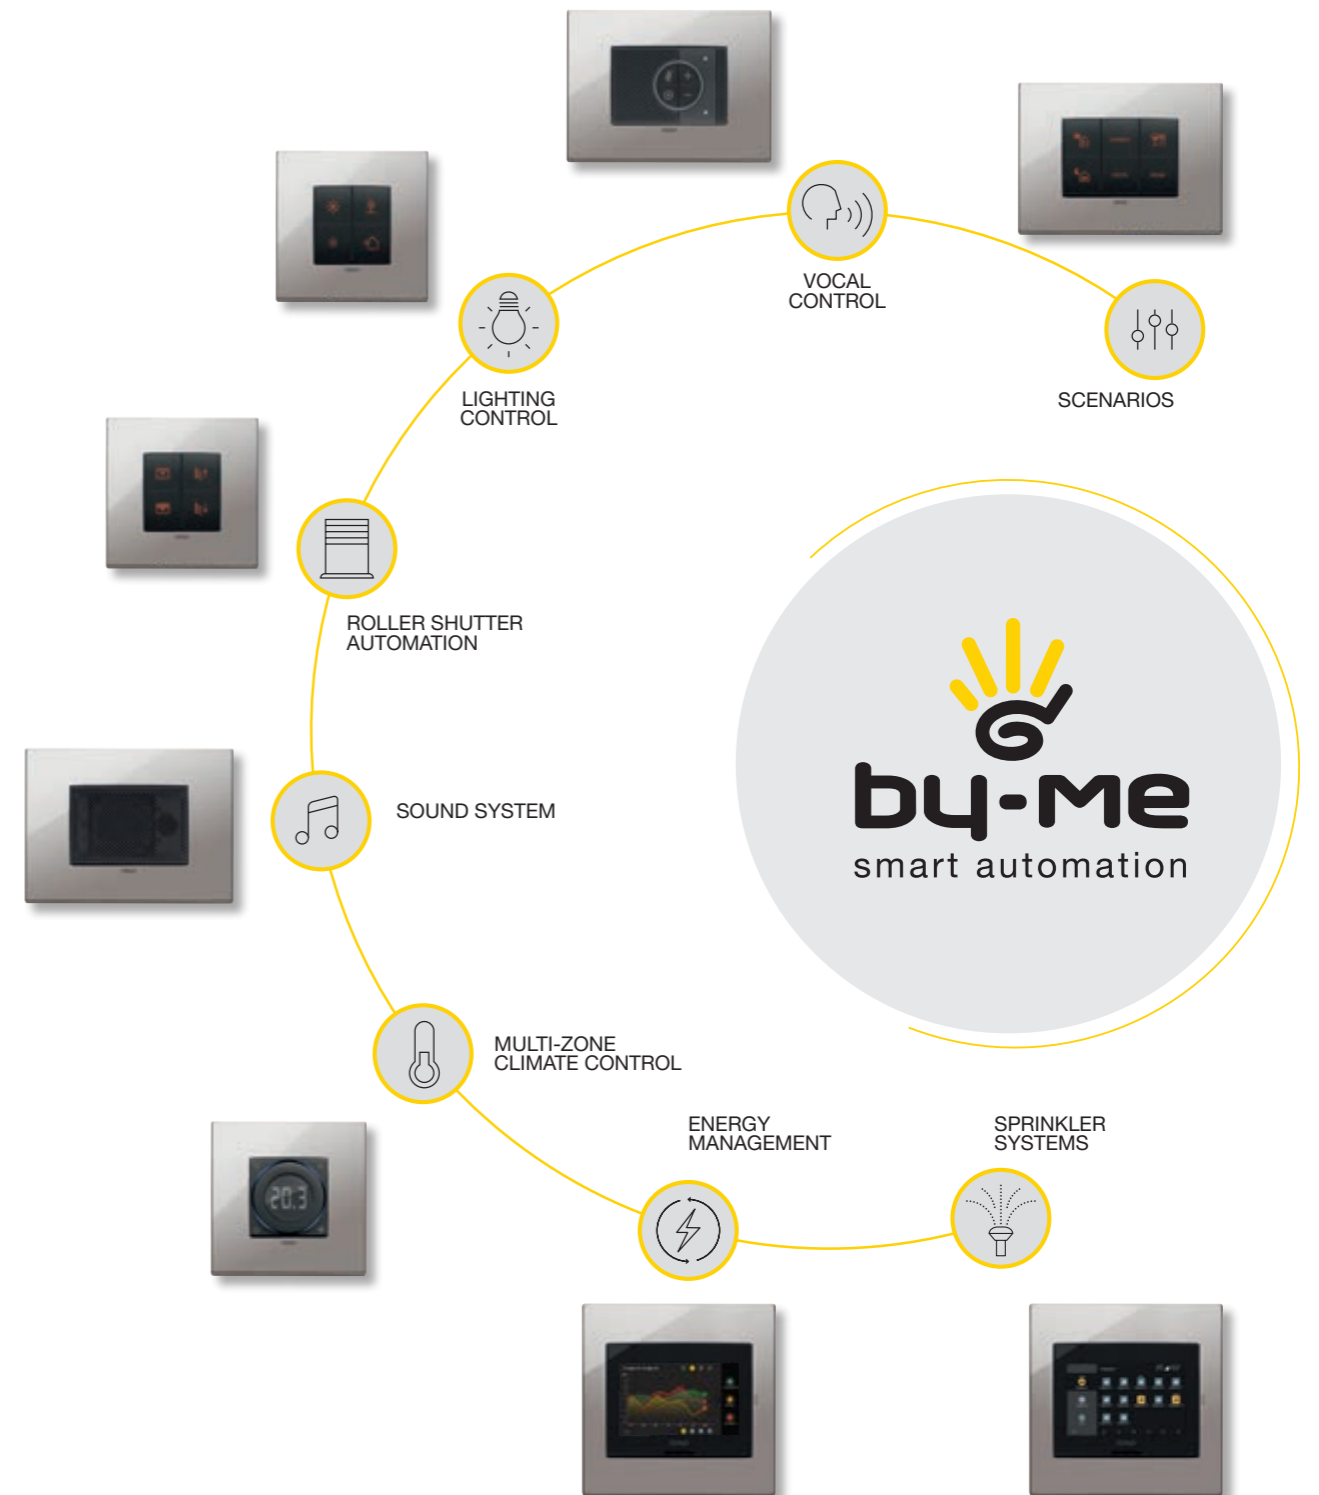 VOCAL
CONTROL
SCENARIOS
LIGHTING
CONTROL
ROLLER SHUTTER
AUTOMATION
by-me
smart automation
SOUND SYSTEM
MULTI-ZONE
CLIMATE CONTROL
ENERGY
MANAGEMENT
SPRINKLER
SYSTEMS
20.3